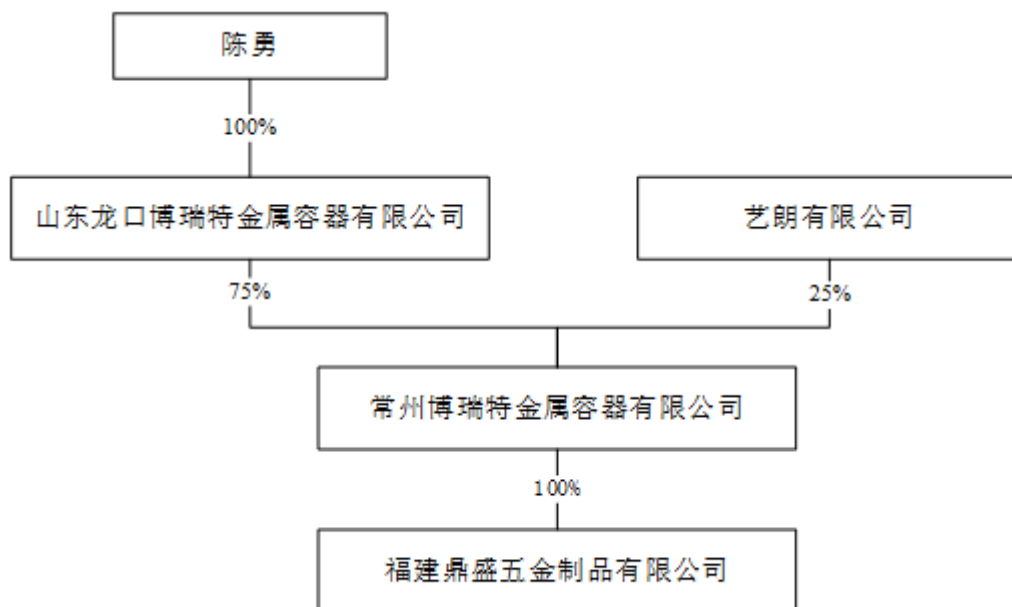 陈勇
100%
山东龙口博瑞特金属容器有限公司
艺朗有限公司
75%
25%
常州博瑞特金属容器有限公司
100%
福建鼎盛五金制品有限公司